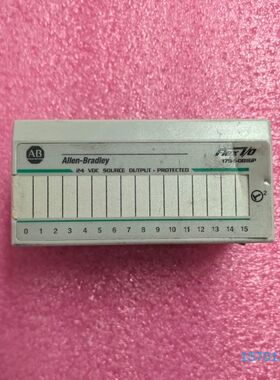 AB
Allen-Bradley
24 VDC SOURCE OUTPUT - PROTECTED
0 1 2 3 4 5 6 7 8 9 10 11 12 13 14 15